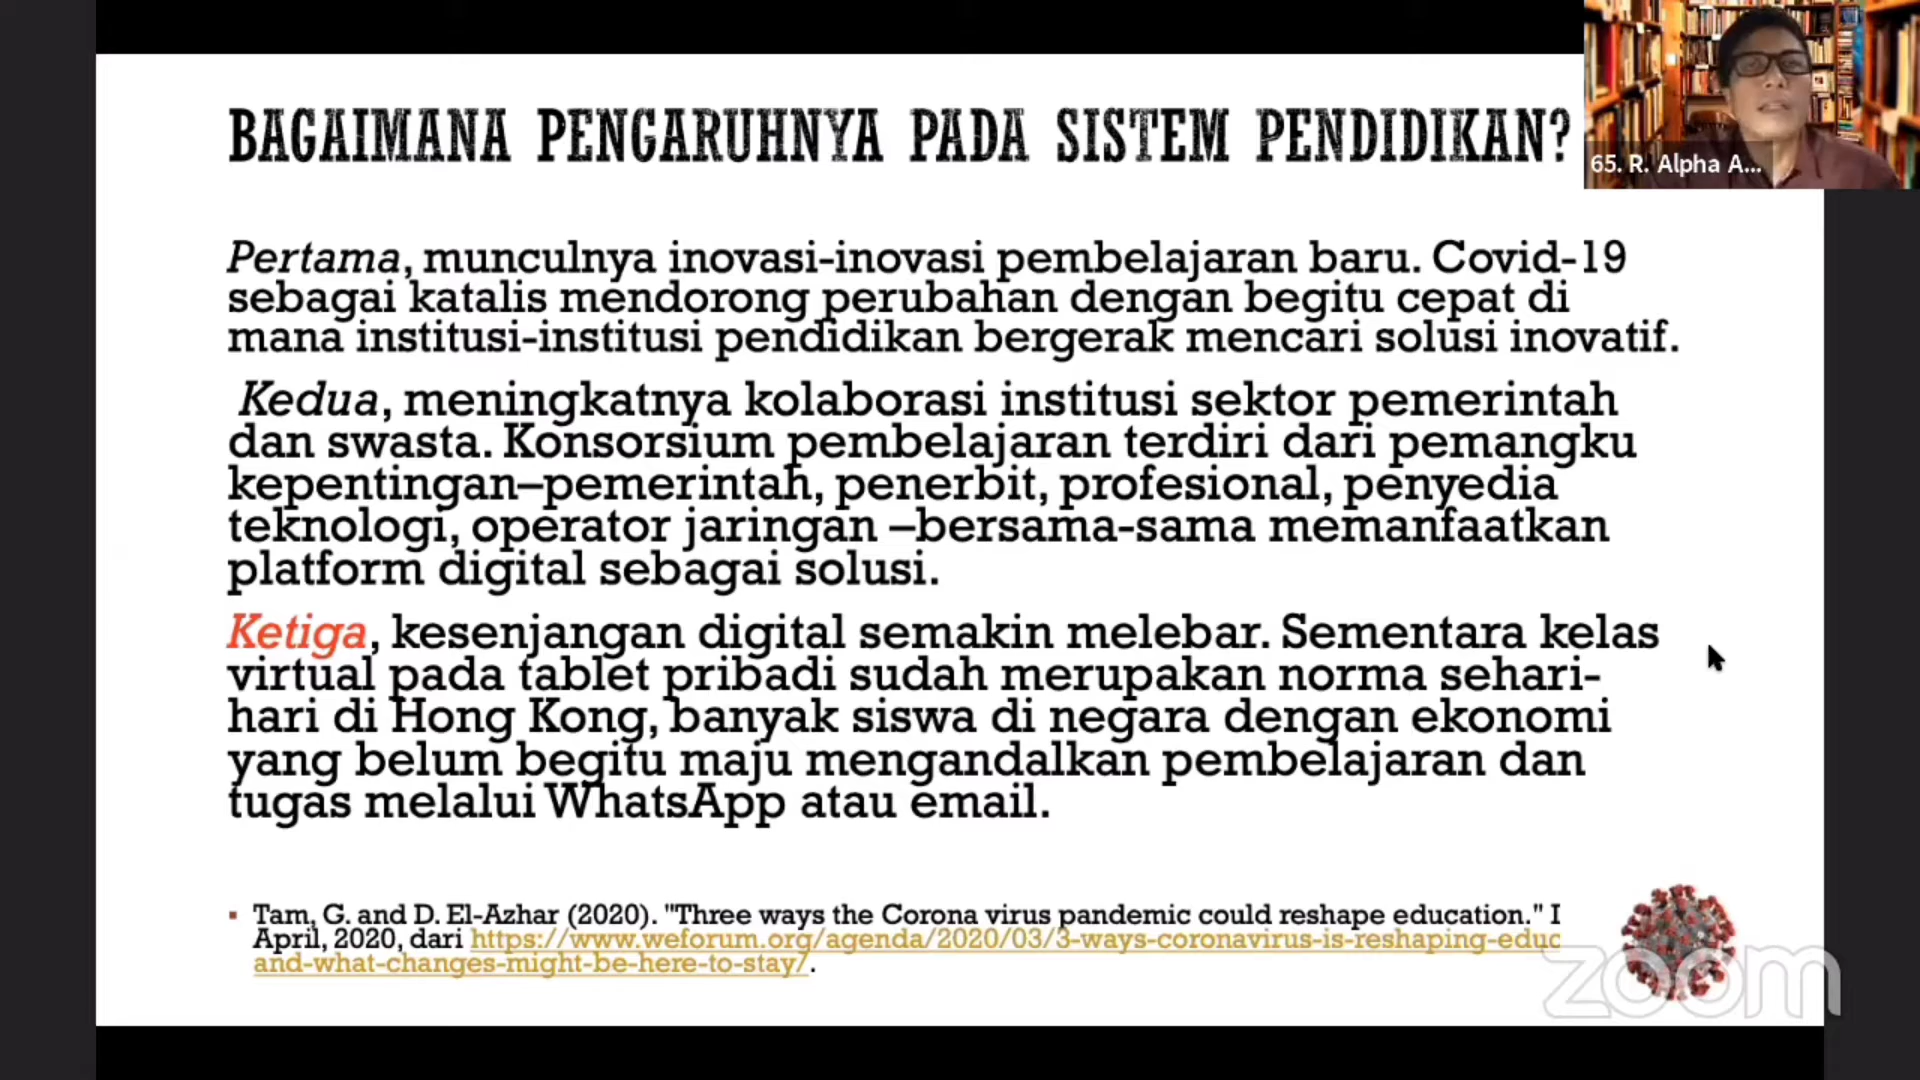 BAGAIMANA PENGARUHNYA PADA SISTEM PENDIDIKAN?
65. R. Alpha A...
Pertama, munculnya inovasi-inovasi pembelajaran baru. Covid-19
sebagai katalis mendorong perubahan dengan begitu cepat di
mana institusi-institusi pendidikan bergerak mencari solusi inovatif.
Kedua, meningkatnya kolaborasi institusi sektor pemerintah
dan swasta. Konsorsium pembelajaran terdiri dari pemangku
kepentingan–pemerintah, penerbit, profesional, penyedia
teknologi, operator jaringan –bersama-sama memanfaatkan
platform digital sebagai solusi.
Ketiga, kesenjangan digital semakin melebar. Sementara kelas
virtual pada tablet pribadi sudah merupakan norma sehari-
hari di Hong Kong, banyak siswa di negara dengan ekonomi
yang belum begitu maju mengandalkan pembelajaran dan
tugas melalui WhatsApp atau email.
Tam, G. and D. El-Azhar (2020). "Three ways the Corona virus pandemic could reshape education."
April, 2020, dari https://www.weforum.org/agenda/2020/03/3-ways-coronavirus-is-reshaping-educ
and-what-changes-might-be-here-to-stay/.
zoom